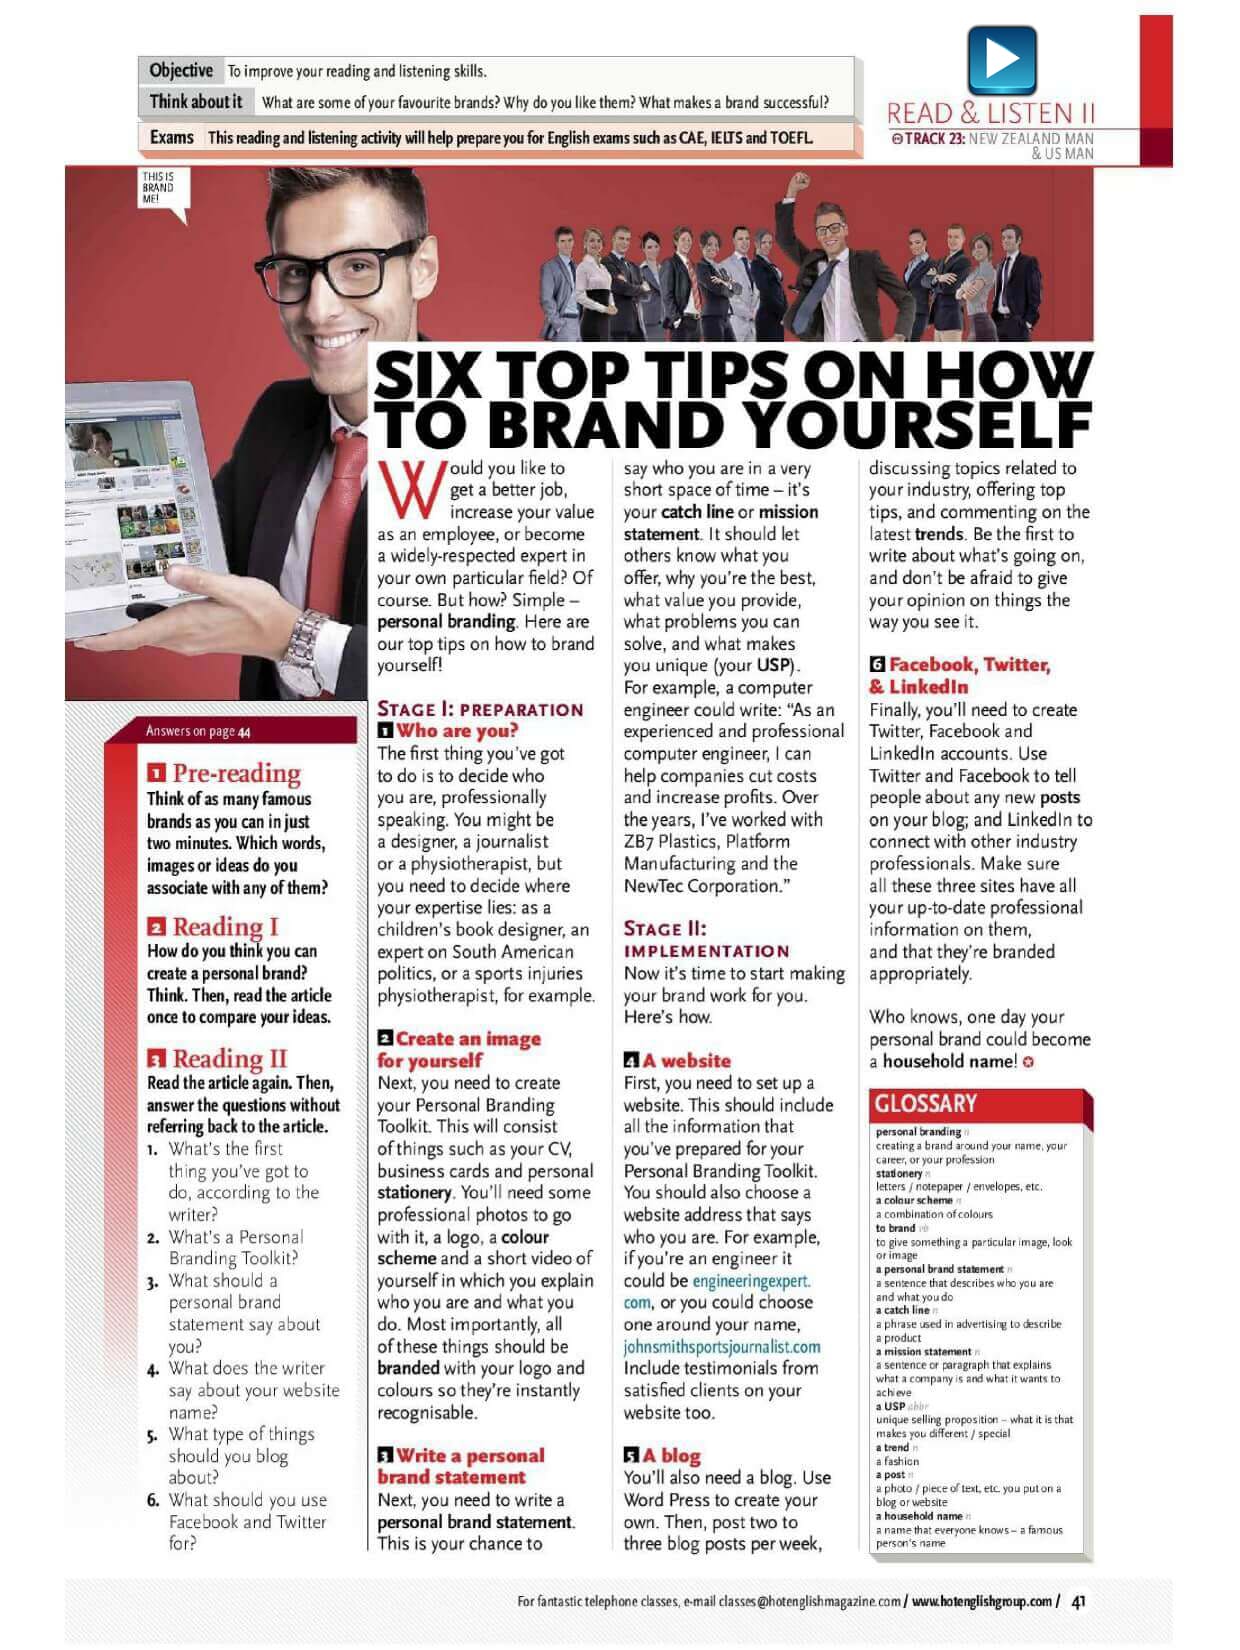 Objective To improve your reading and listening skills.
Think about it What are some of your favourite brands? Why do you like them? What makes a brand successful?
Exams This reading and listening activity will help prepare you for English exams such as CAE, IELTS and TOEFL.
READ & LISTEN II
TRACK 23: NEW ZEALAND MAN
& US MAN
THIS IS
BRAND
ME!
SIX TOP TIPS ON HOW
TO BRAND YOURSELF
Would you like to
get a better job,
increase your value
as an employee, or become
a widely-respected expert in
your own particular field? Of
course. But how? Simple –
personal branding. Here are
our top tips on how to brand
yourself!
STAGE I: PREPARATION
1 Who are you?
The first thing you've got
to do is to decide who
you are, professionally
speaking. You might be
a designer, a journalist
or a physiotherapist, but
you need to decide where
your expertise lies: as a
children's book designer, an
expert on South American
politics, or a sports injuries
physiotherapist, for example.
2 Create an image
for yourself
Next, you need to create
your Personal Branding
Toolkit. This will consist
of things such as your CV,
business cards and personal
stationery. You'll need some
professional photos to go
with it, a logo, a colour
scheme and a short video of
yourself in which you explain
who you are and what you
do. Most importantly, all
of these things should be
branded with your logo and
colours so they're instantly
recognisable.
3 Write a personal
brand statement
Next, you need to write a
personal brand statement.
This is your chance to
say who you are in a very
short space of time – it's
your catch line or mission
statement. It should let
others know what you
offer, why you're the best,
what value you provide,
what problems you can
solve, and what makes
you unique (your USP).
For example, a computer
engineer could write: "As an
experienced and professional
computer engineer, I can
help companies cut costs
and increase profits. Over
the years, I've worked with
ZB7 Plastics, Platform
Manufacturing and the
NewTec Corporation."
STAGE II:
IMPLEMENTATION
Now it's time to start making
your brand work for you.
Here's how.
4 A website
First, you need to set up a
website. This should include
all the information that
you've prepared for your
Personal Branding Toolkit.
You should also choose a
website address that says
who you are. For example,
if you're an engineer it
could be engineeringexpert.
com, or you could choose
one around your name,
johnsmithsportsjournalist.com
Include testimonials from
satisfied clients on your
website too.
5 A blog
You'll also need a blog. Use
Word Press to create your
own. Then, post two to
three blog posts per week,
discussing topics related to
your industry, offering top
tips, and commenting on the
latest trends. Be the first to
write about what's going on,
and don't be afraid to give
your opinion on things the
way you see it.
6 Facebook, Twitter,
& LinkedIn
Finally, you'll need to create
Twitter, Facebook and
LinkedIn accounts. Use
Twitter and Facebook to tell
people about any new posts
on your blog; and LinkedIn to
connect with other industry
professionals. Make sure
all these three sites have all
your up-to-date professional
information on them,
and that they're branded
appropriately.
Who knows, one day your
personal brand could become
a household name!
Answers on page 44
1 Pre-reading
Think of as many famous
brands as you can in just
two minutes. Which words,
images or ideas do you
associate with any of them?
2 Reading I
How do you think you can
create a personal brand?
Think. Then, read the article
once to compare your ideas.
3 Reading II
Read the article again. Then,
answer the questions without
referring back to the article.
1. What's the first
thing you've got to
do, according to the
writer?
2. What's a Personal
Branding Toolkit?
3. What should a
personal brand
statement say about
you?
4. What does the writer
say about your website
name?
5. What type of things
should you blog
about?
6. What should you use
Facebook and Twitter
for?
GLOSSARY
personal branding n
creating a brand around your name, your
career, or your profession
stationery n
letters / notepaper / envelopes, etc.
a colour scheme n
a combination of colours
to brand vb
to give something a particular image, look
or image
a personal brand statement n
a sentence that describes who you are
and what you do
a catch line n
a phrase used in advertising to describe
a product
a mission statement n
a sentence or paragraph that explains
what a company is and what it wants to
achieve
a USP abbr
unique selling proposition – what it is that
makes you different / special
a trend n
a fashion
a post n
a photo / piece of text, etc. you put on a
blog or website
a household name n
a name that everyone knows – a famous
person's name
For fantastic telephone classes, e-mail classes@hotenglishmagazine.com / www.hotenglishgroup.com / 41